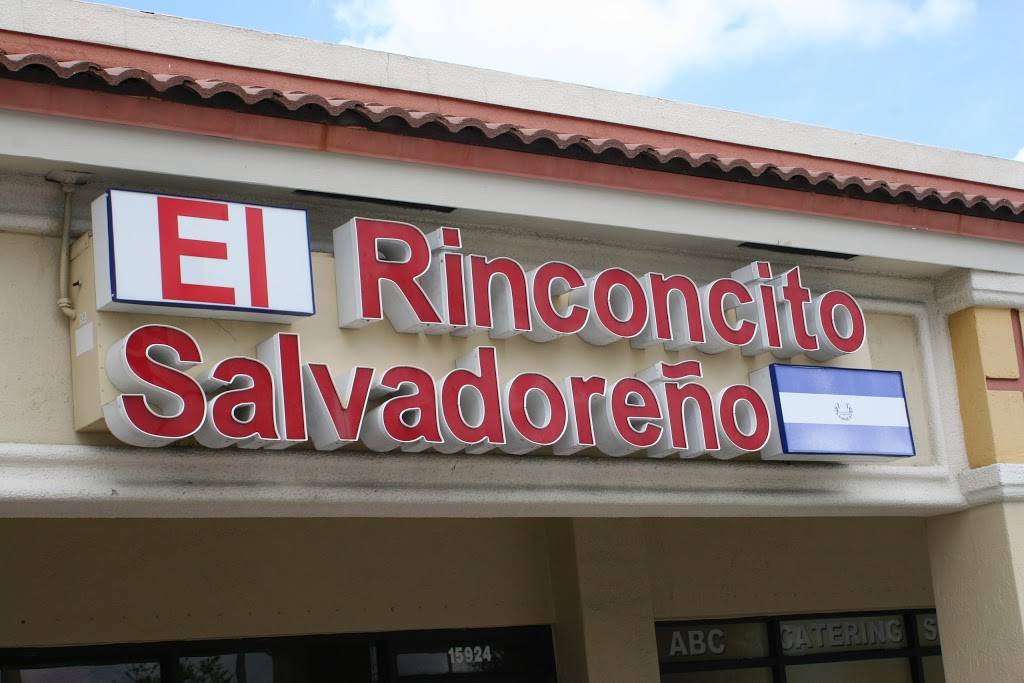 El Rinconcito
Salvadoreño
15924
ABC CATERING S